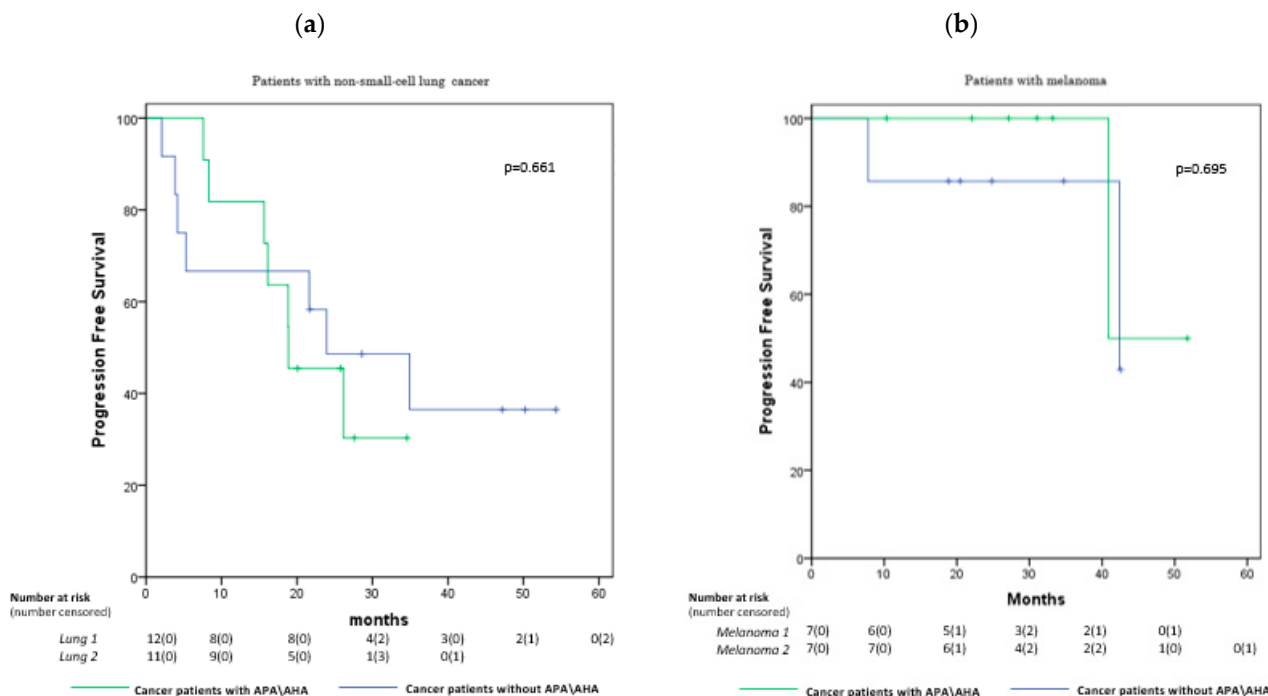 (a)
Patients with non-small-cell lung cancer
100
80
60
40
20
0
Progression Free Survival
p=0.661
0 10 20 30 40 50 60
months
Number at risk
(number censored)
Lung 1 12(0) 8(0) 8(0) 4(2) 3(0) 2(1) 0(2)
Lung 2 11(0) 9(0) 5(0) 1(3) 0(1)
Cancer patients with APA\AHA Cancer patients without APA\AHA
(b)
Patients with melanoma
100
80
60
40
20
0
Progression Free Survival
p=0.695
0 10 20 30 40 50 60
Months
Number at risk
(number censored)
Melanoma 1 7(0) 6(0) 5(1) 3(2) 2(1) 0(1)
Melanoma 2 7(0) 7(0) 6(1) 4(2) 2(2) 1(0) 0(1)
Cancer patients with APA\AHA Cancer patients without APA\AHA